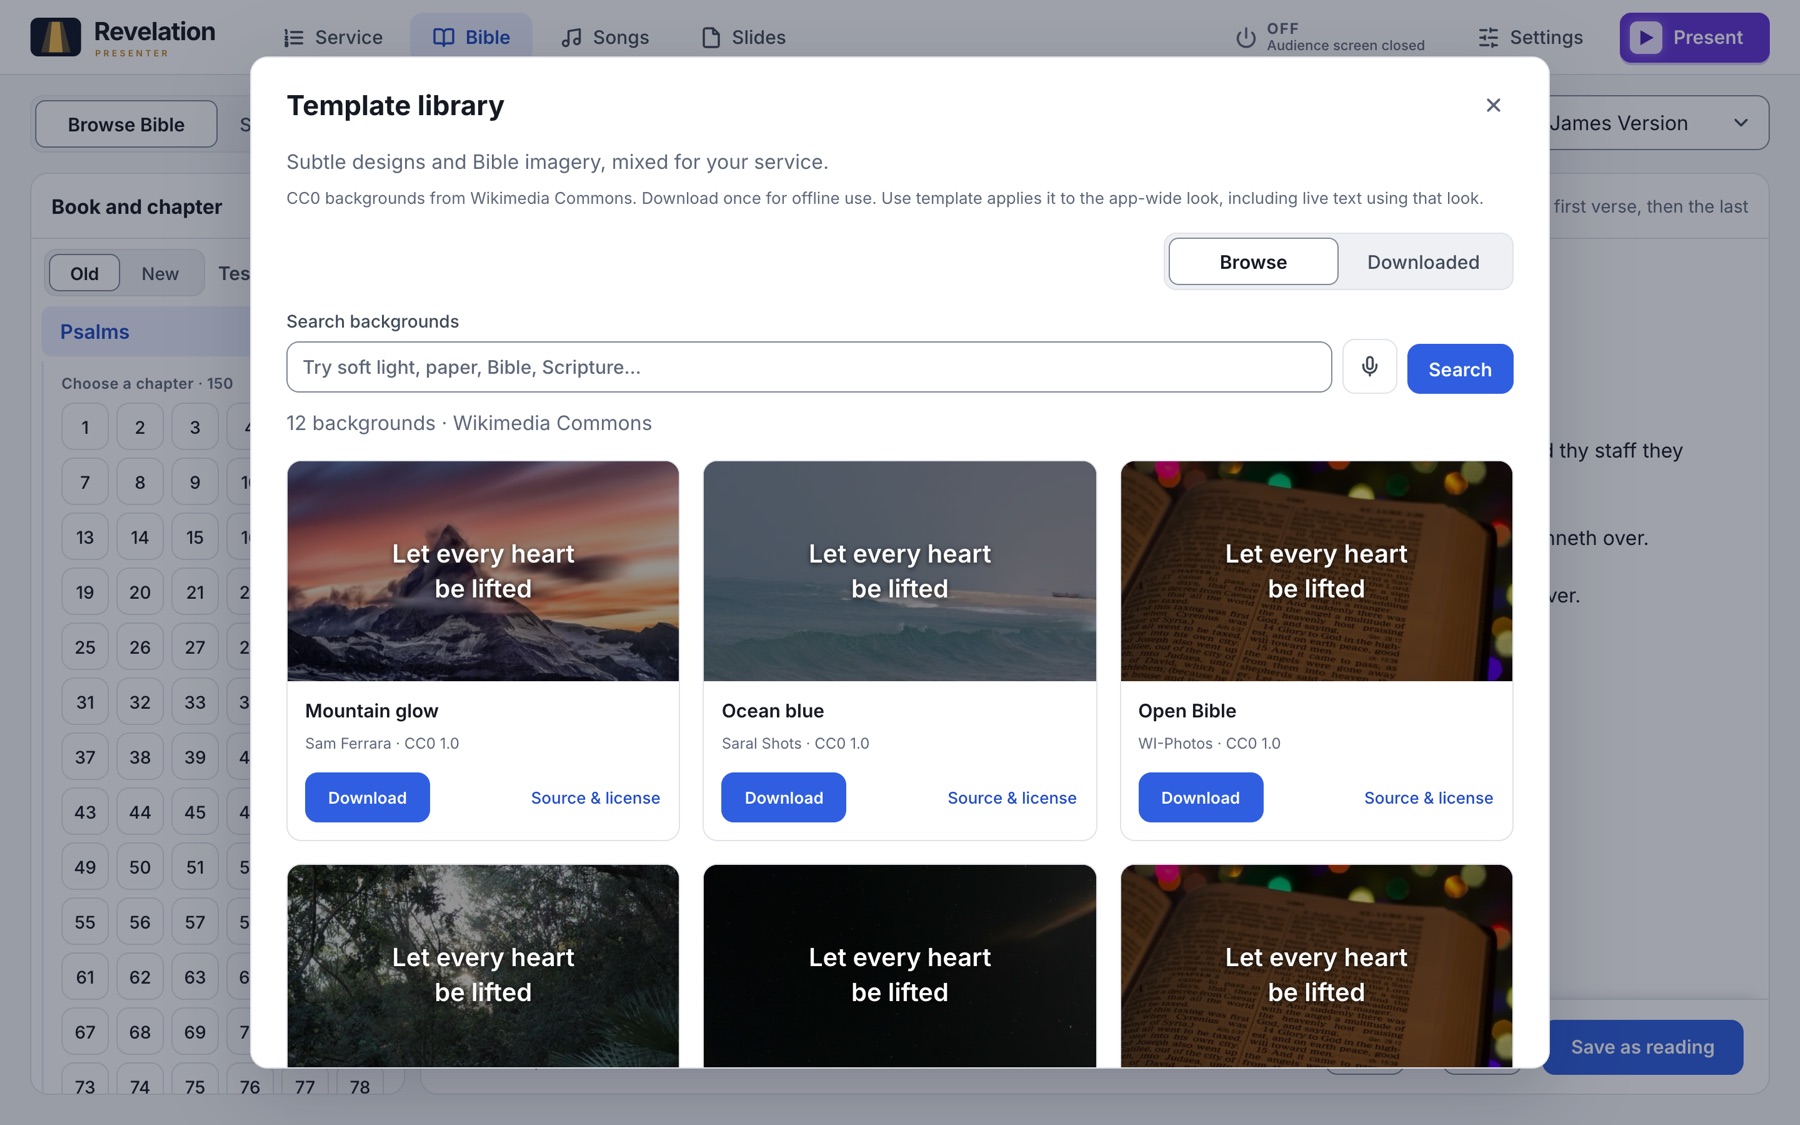 Revelation
PRESENTER
Service
Bible
Songs
Slides
OFF
Audience screen closed
Settings
Present
Browse Bible
James Version
Book and chapter
first verse, then the last
Old
New
Psalms
Choose a chapter · 150
1 2 3
7 8 9
13 14 15
19 20 21
25 26 27
31 32 33
37 38 39
43 44 45
49 50 51
55 56 57
61 62 63
67 68 69
73 74 75 76 77 78
thy staff they
over.
Save as reading
Template library
Subtle designs and Bible imagery, mixed for your service.
CC0 backgrounds from Wikimedia Commons. Download once for offline use. Use template applies it to the app-wide look, including live text using that look.
Browse
Downloaded
Search backgrounds
Try soft light, paper, Bible, Scripture...
Search
12 backgrounds · Wikimedia Commons
Let every heart
be lifted
Mountain glow
Sam Ferrara · CC0 1.0
Download
Source & license
Let every heart
be lifted
Ocean blue
Saral Shots · CC0 1.0
Download
Source & license
Let every heart
be lifted
Open Bible
WI-Photos · CC0 1.0
Download
Source & license
Let every heart
be lifted
Let every heart
be lifted
Let every heart
be lifted